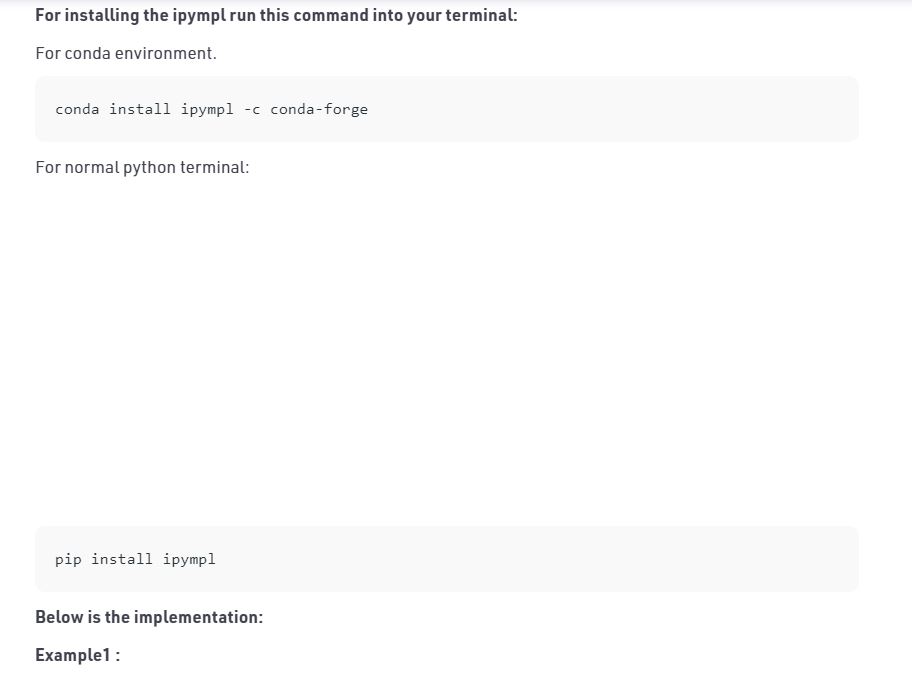 For installing the ipympl run this command into your terminal:
For conda environment.
conda install ipympl -c conda-forge
For normal python terminal:
pip install ipympl
Below is the implementation:
Example1 :